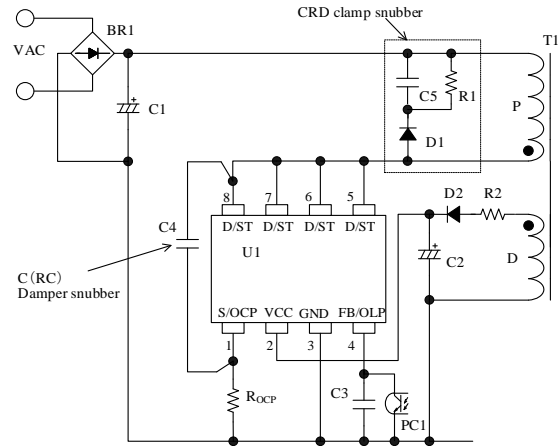 CRD clamp snubber
VAC
BR1
T1
C1
C5
R1
P
D1
8
7
6
5
D/ST
D/ST
D/ST
D/ST
D2
R2
C4
U1
C2
D
C(RC)
Damper snubber
S/OCP
VCC
GND
FB/OLP
1
2
3
4
ROCP
C3
PC1